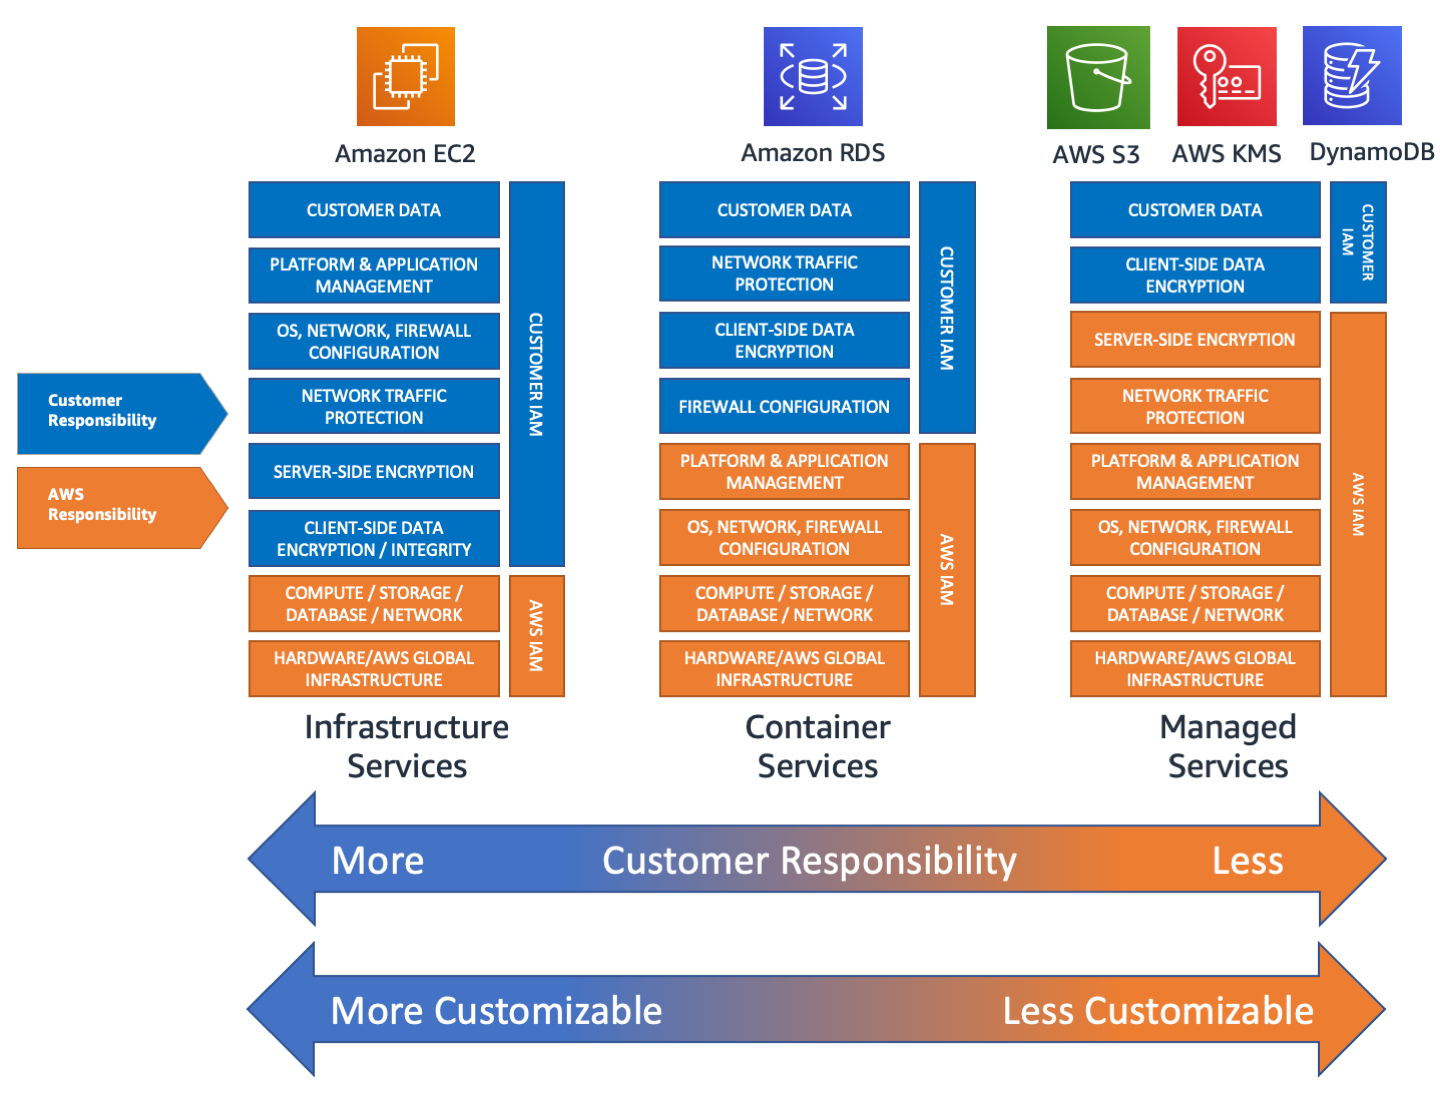 Amazon EC2
Amazon RDS
AWS S3
AWS KMS
DynamoDB
Customer
Responsibility
AWS
Responsibility
CUSTOMER DATA
PLATFORM & APPLICATION
MANAGEMENT
OS, NETWORK, FIREWALL
CONFIGURATION
NETWORK TRAFFIC
PROTECTION
SERVER-SIDE ENCRYPTION
CLIENT-SIDE DATA
ENCRYPTION / INTEGRITY
COMPUTE / STORAGE /
DATABASE / NETWORK
HARDWARE/AWS GLOBAL
INFRASTRUCTURE
CUSTOMER IAM
AWS IAM
Infrastructure
Services
CUSTOMER DATA
NETWORK TRAFFIC
PROTECTION
CLIENT-SIDE DATA
ENCRYPTION
FIREWALL CONFIGURATION
PLATFORM & APPLICATION
MANAGEMENT
OS, NETWORK, FIREWALL
CONFIGURATION
COMPUTE / STORAGE /
DATABASE / NETWORK
HARDWARE/AWS GLOBAL
INFRASTRUCTURE
CUSTOMER IAM
AWS IAM
Container
Services
CUSTOMER DATA
CLIENT-SIDE DATA
ENCRYPTION
SERVER-SIDE ENCRYPTION
NETWORK TRAFFIC
PROTECTION
PLATFORM & APPLICATION
MANAGEMENT
OS, NETWORK, FIREWALL
CONFIGURATION
COMPUTE / STORAGE /
DATABASE / NETWORK
HARDWARE/AWS GLOBAL
INFRASTRUCTURE
CUSTOMER
IAM
AWS IAM
Managed
Services
More Customer Responsibility Less
More Customizable Less Customizable